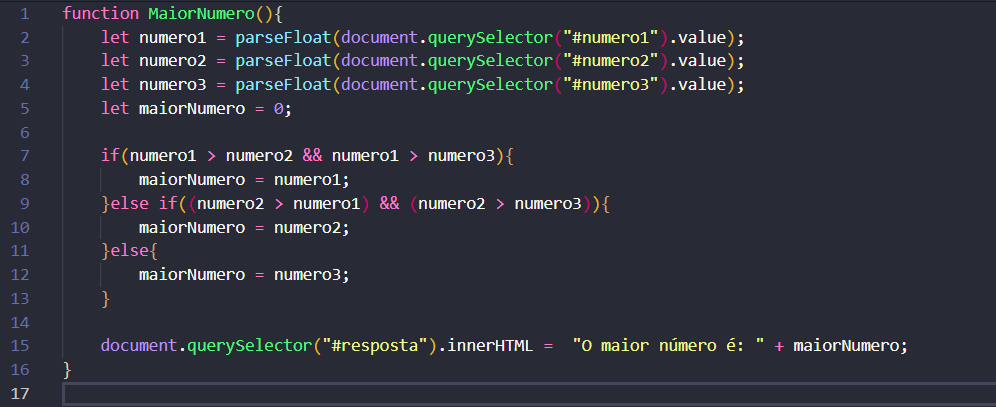 1 function MaiorNumero(){
2 let numero1 = parseFloat(document.querySelector("#numero1").value);
3 let numero2 = parseFloat(document.querySelector("#numero2").value);
4 let numero3 = parseFloat(document.querySelector("#numero3").value);
5 let maiorNumero = 0;
6
7 if(numero1 > numero2 && numero1 > numero3){
8 maiorNumero = numero1;
9 }else if((numero2 > numero1) && (numero2 > numero3)){
10 maiorNumero = numero2;
11 }else{
12 maiorNumero = numero3;
13 }
14
15 document.querySelector("#resposta").innerHTML =  "O maior número é: " + maiorNumero;
16 }
17